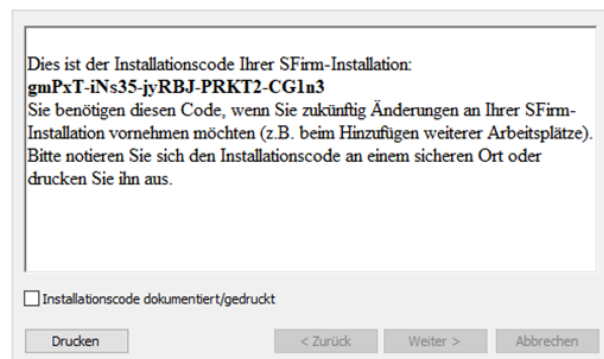 Dies ist der Installationscode Ihrer SFirm-Installation:
gmPxT-iNs35-jyRBJ-PRKT2-CG1n3
Sie benötigen diesen Code, wenn Sie zukünftig Änderungen an Ihrer SFirm-
Installation vornehmen möchten (z.B. beim Hinzufügen weiterer Arbeitsplätze).
Bitte notieren Sie sich den Installationscode an einem sicheren Ort oder
drucken Sie ihn aus.
Installationscode dokumentiert/gedruckt
Drucken < Zurück Weiter > Abbrechen